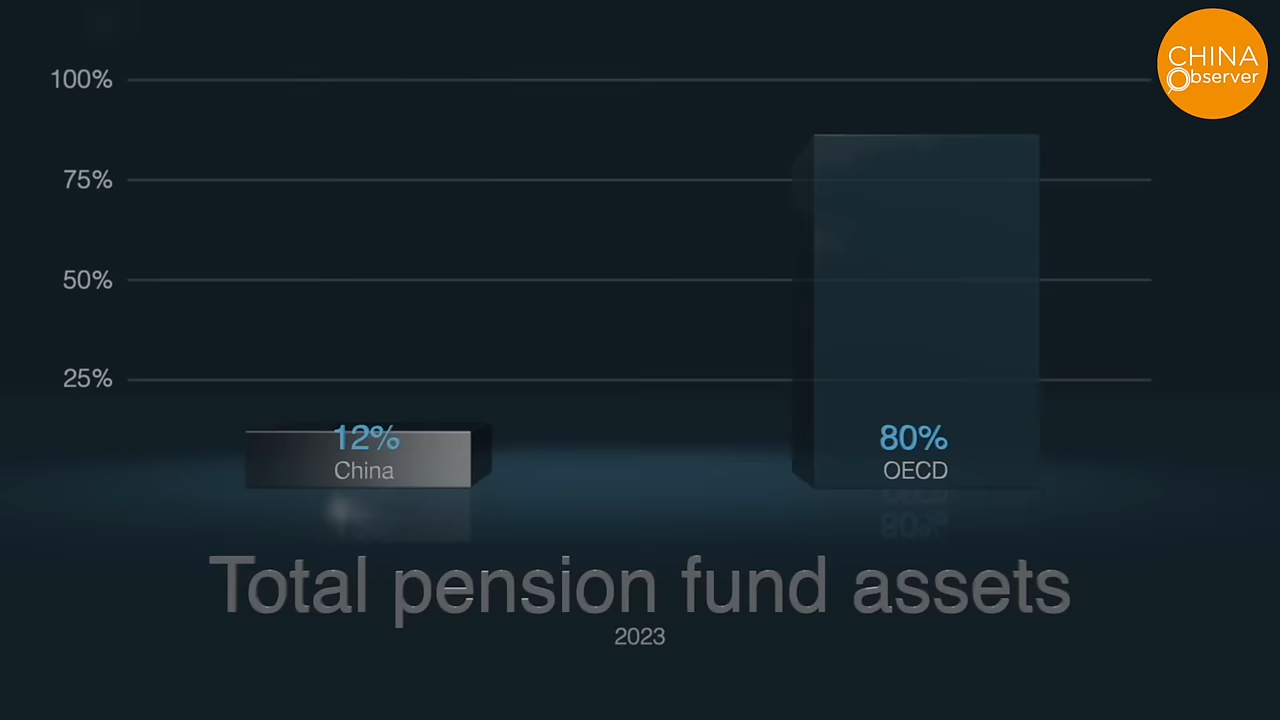 CHINA
Observer
100%
75%
50%
25%
12%
China
80%
OECD
Total pension fund assets
2023